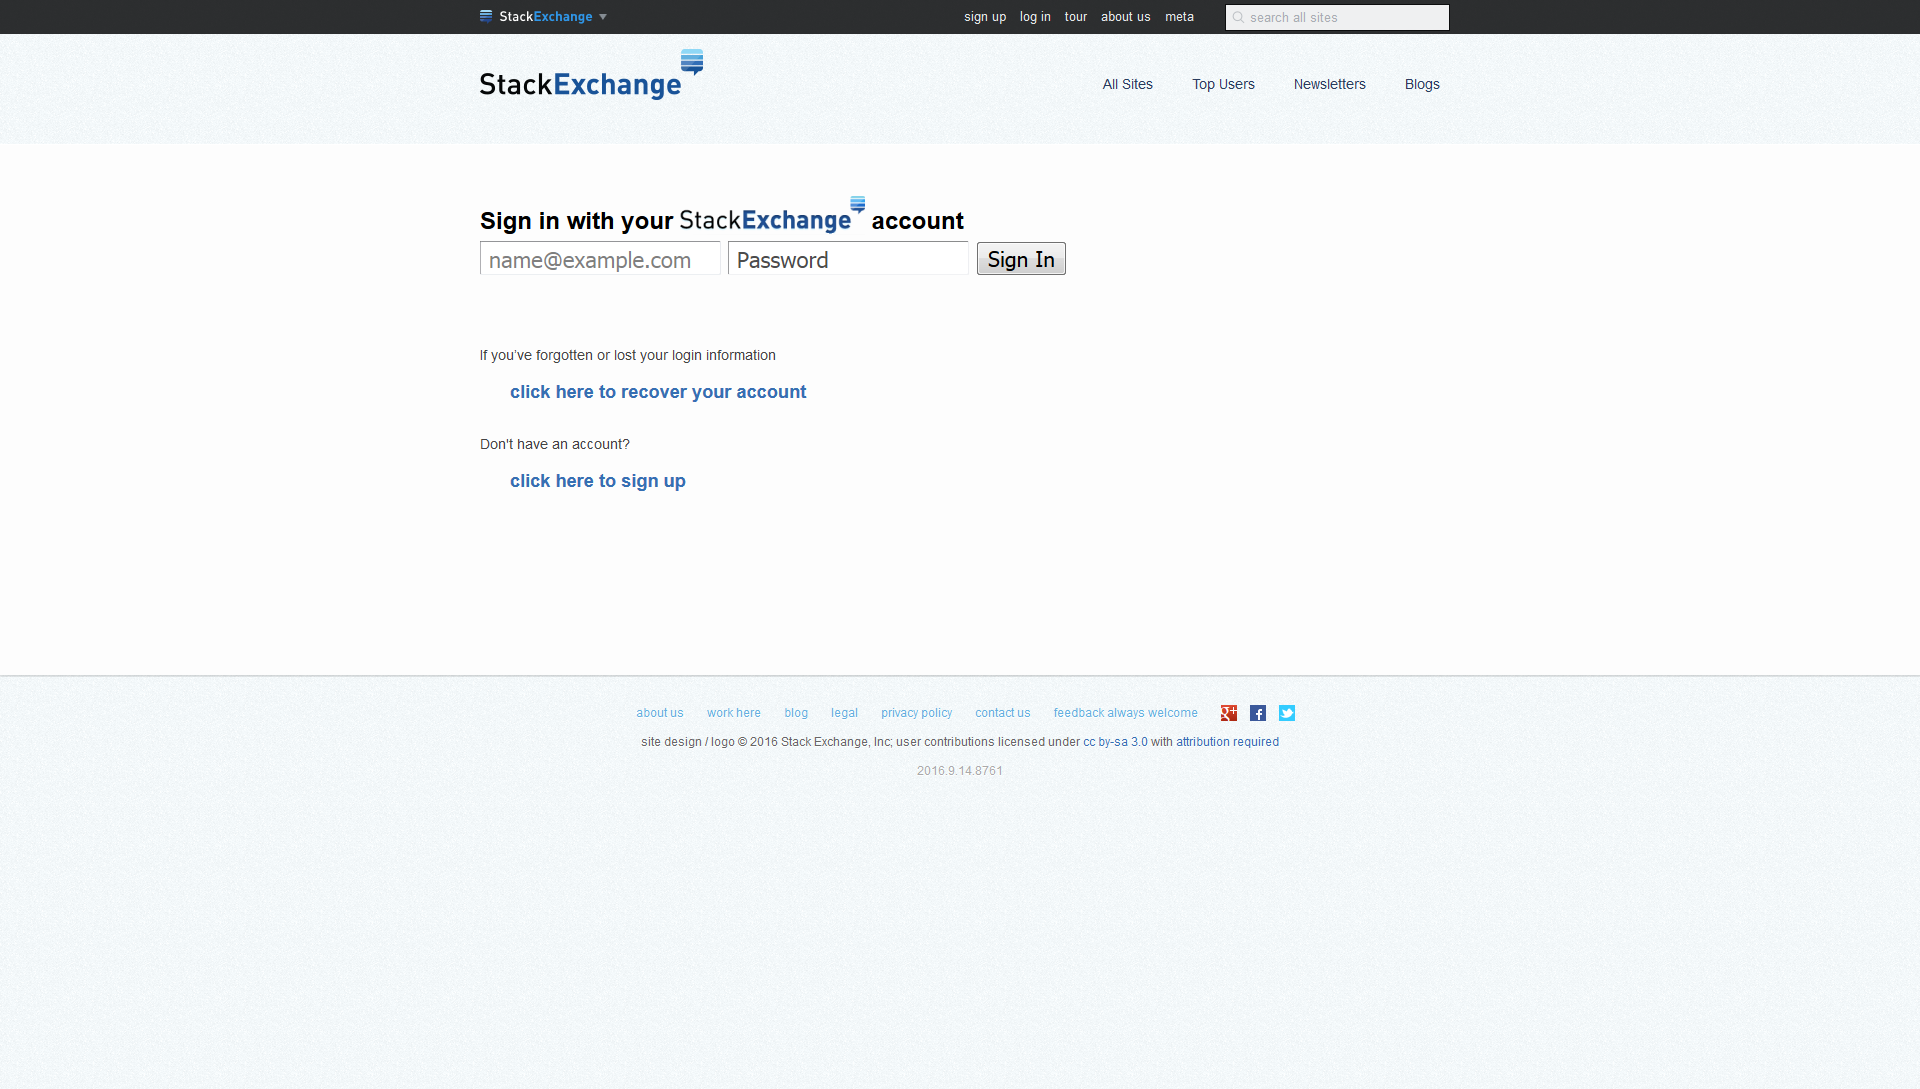 StackExchange sign up log in tour about us meta search all sites
StackExchange All Sites Top Users Newsletters Blogs
Sign in with your StackExchange account
name@example.com Password Sign In
If you've forgotten or lost your login information
click here to recover your account
Don't have an account?
click here to sign up
about us work here blog legal privacy policy contact us feedback always welcome g+ f
site design / logo © 2016 Stack Exchange, Inc; user contributions licensed under cc by-sa 3.0 with attribution required
2016.9.14.8761